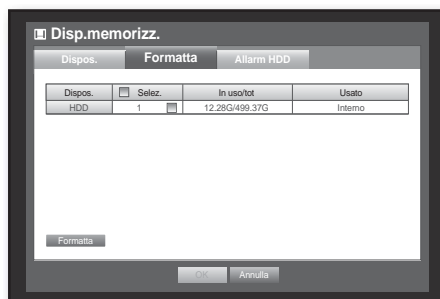 Disp.memorizz.
Dispos. Formatta Allarm HDD
Dispos. Selez. In uso/tot Usato
HDD 1 12.28G/499.37G Interno
Formatta
OK Annulla